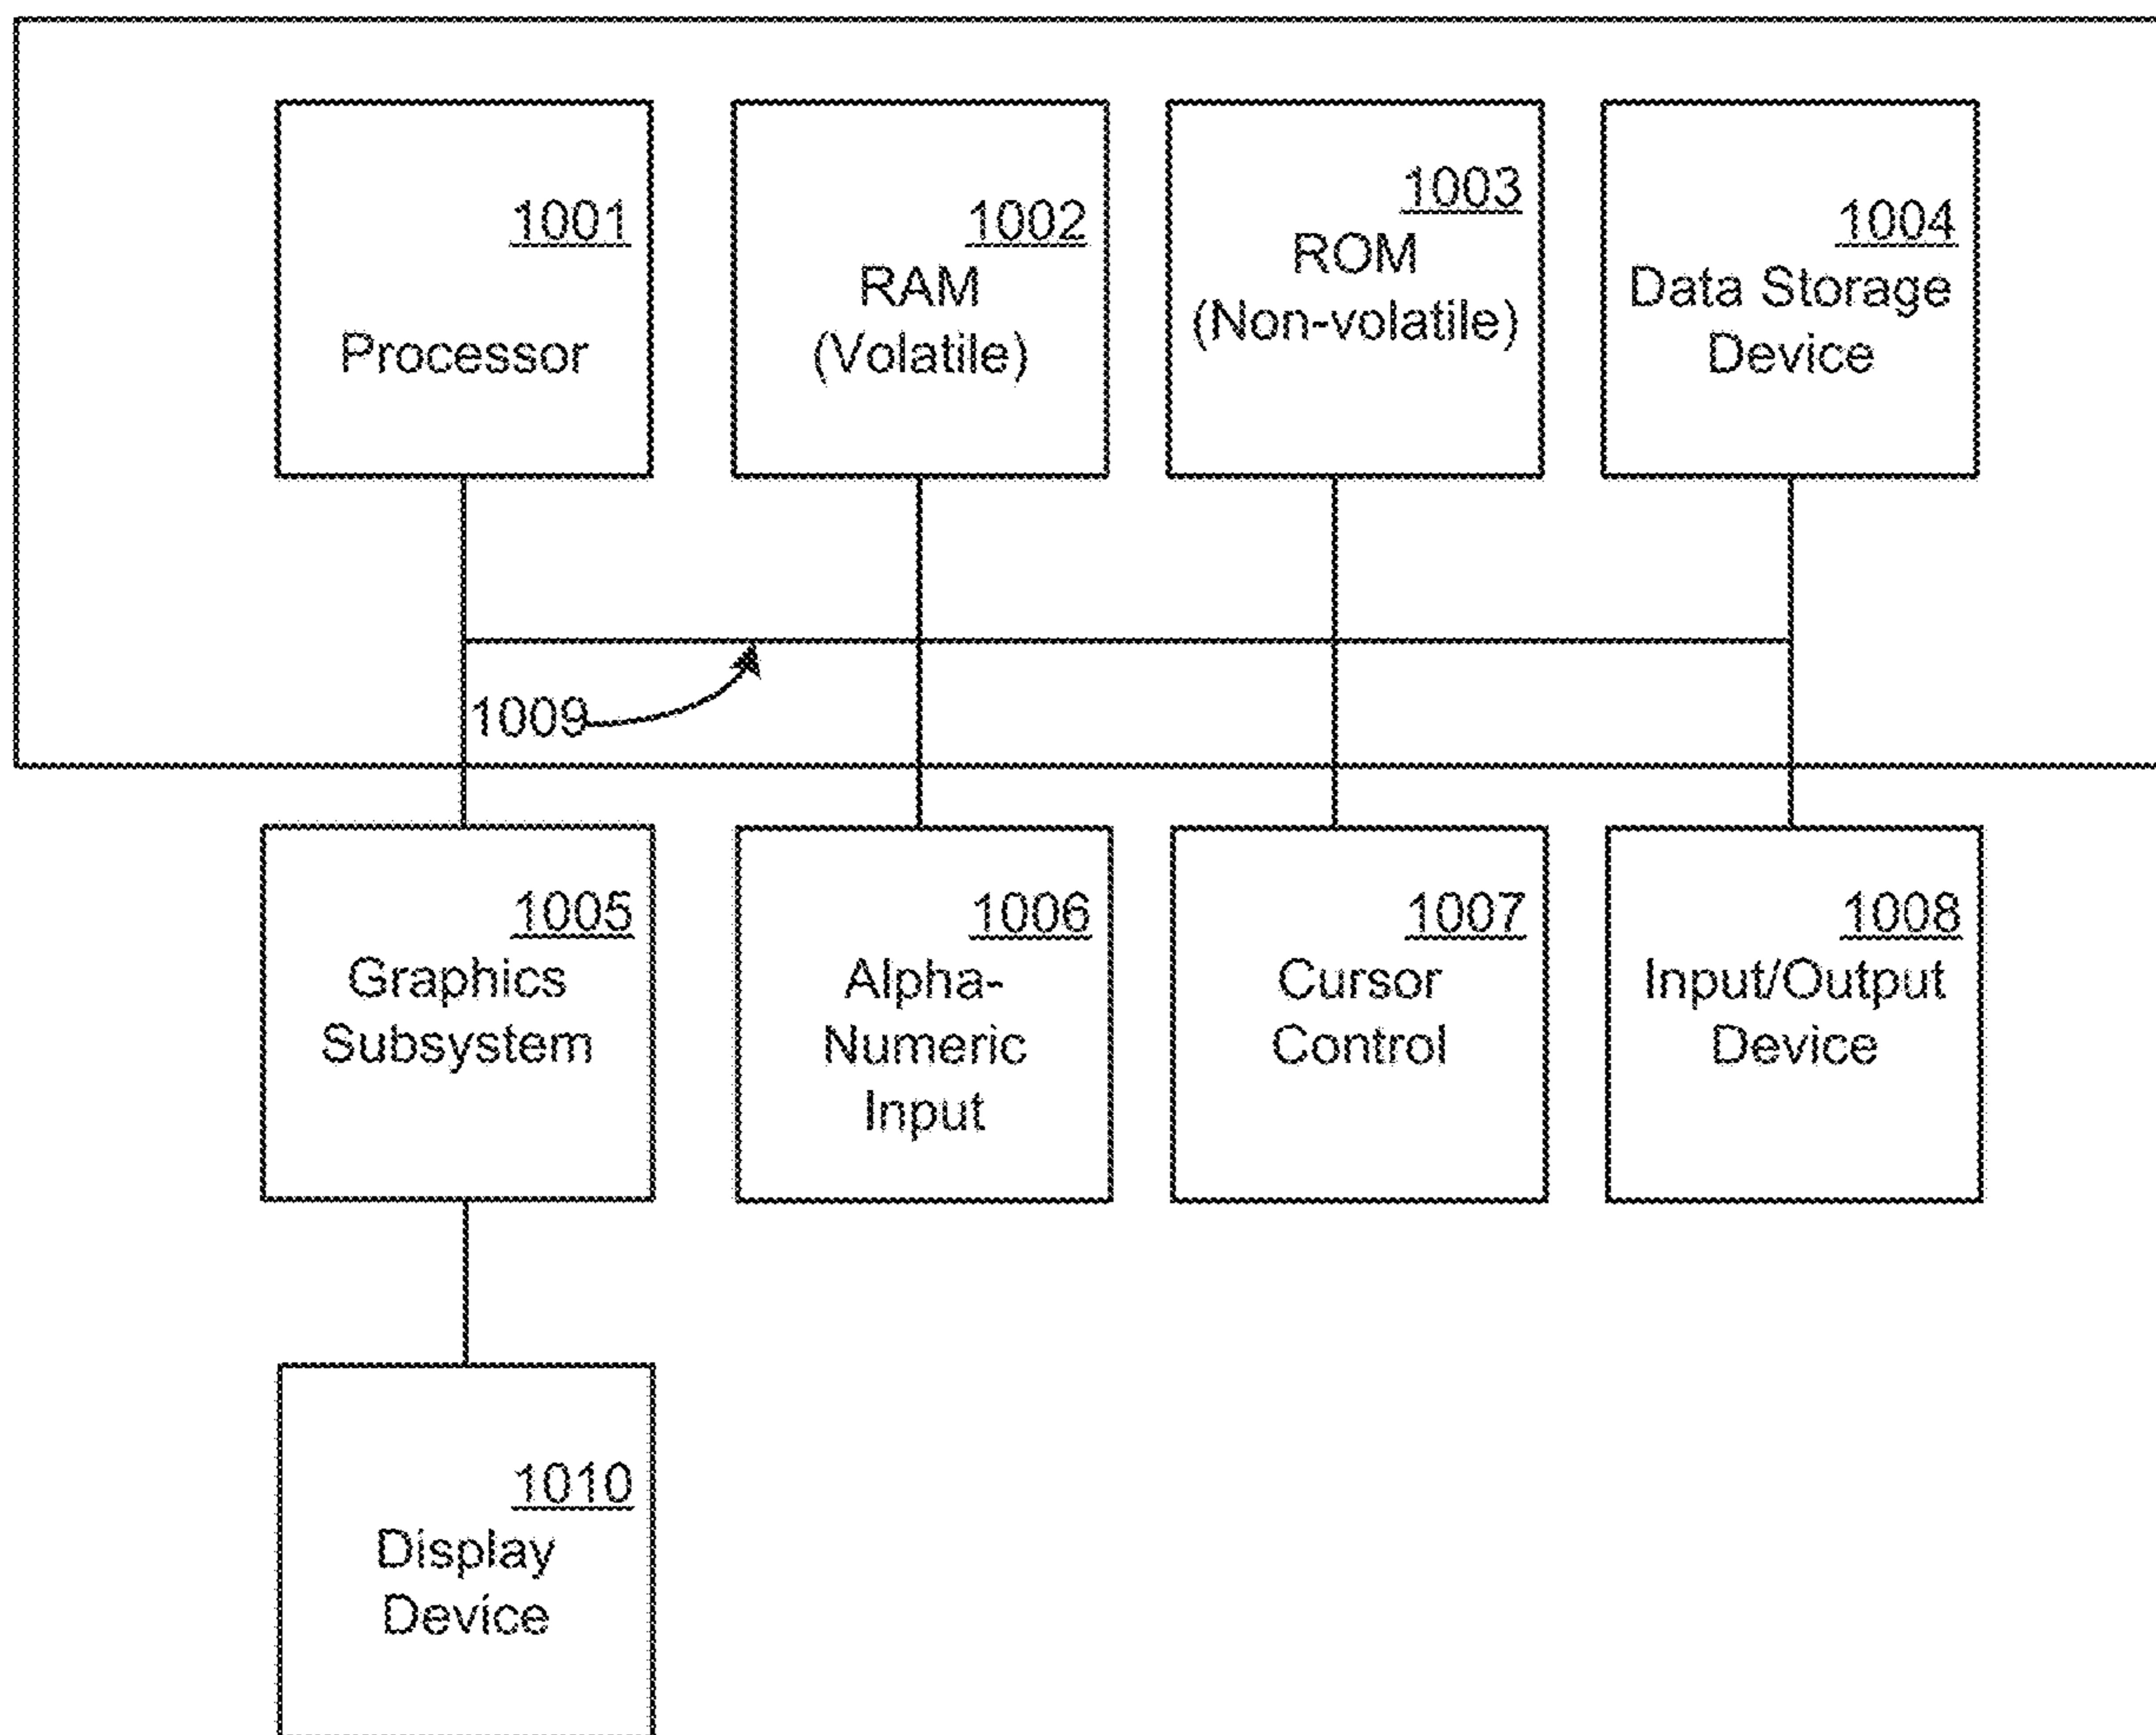 1001
Processor
1002
RAM
(Volatile)
1003
ROM
(Non-volatile)
1004
Data Storage
Device
1009
1005
Graphics
Subsystem
1006
Alpha-
Numeric
Input
1007
Cursor
Control
1008
Input/Output
Device
1010
Display
Device